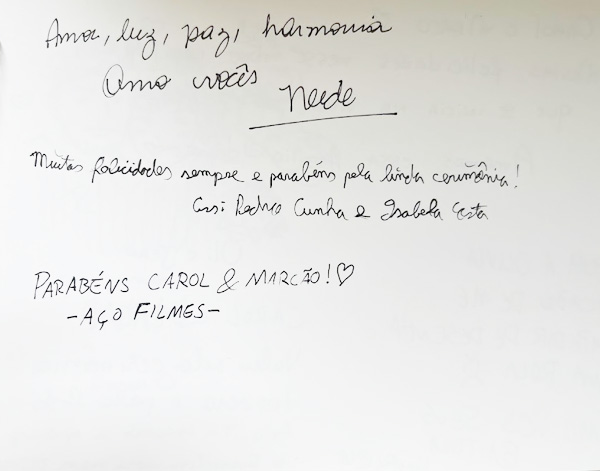 Amor, luz, paz, harmonia
Amo vocês
Neide
Muitas felicidades sempre e parabéns pela linda cerimônia!
Ass: Pedro Cunha e Isabela Costa
PARABÉNS CAROL & MARCÃO! ♡
- AÇO FILMES -